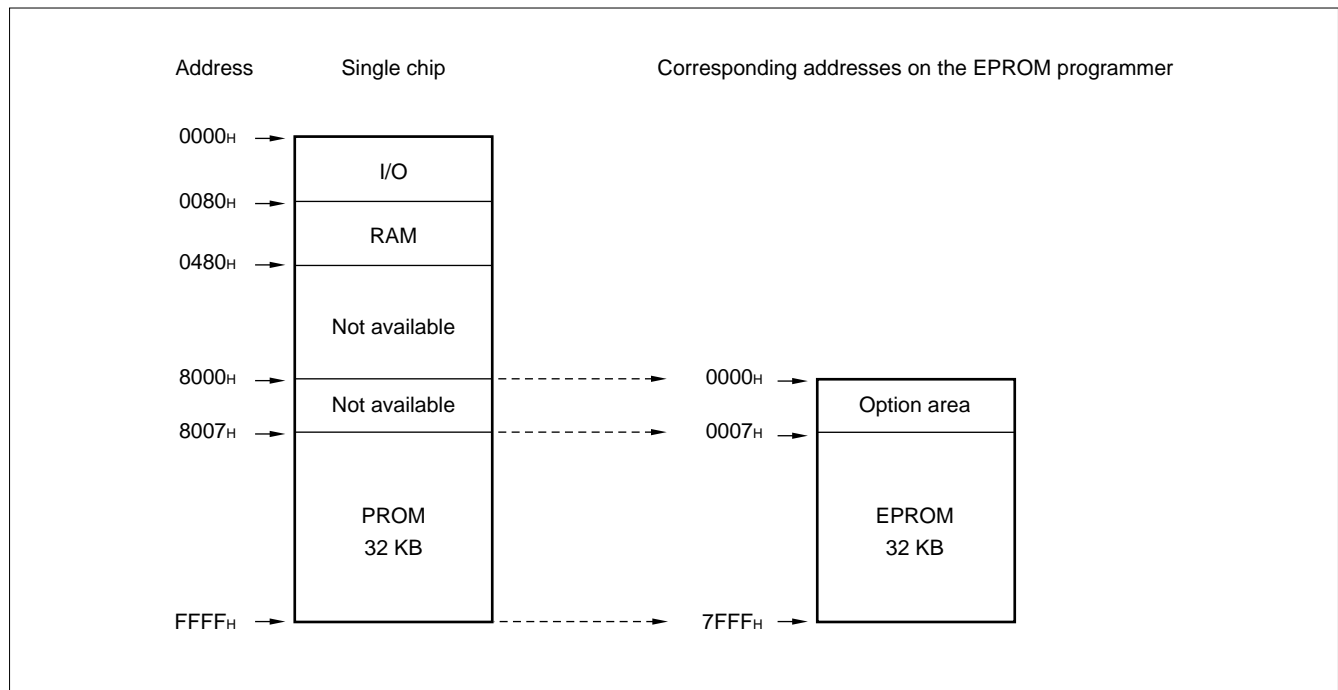 Address Single chip Corresponding addresses on the EPROM programmer
0000H
I/O
0080H
RAM
0480H
Not available
8000H 0000H
Not available Option area
8007H 0007H
PROM EPROM
32 KB 32 KB
FFFFH 7FFFH